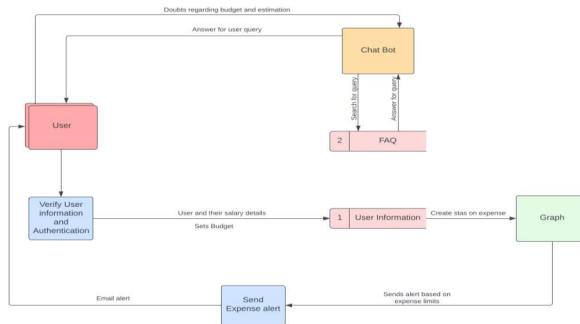 Doubts regarding budget and estimation
Answer for user query
Chat Bot
Search for query
Answer for query
User
2 FAQ
Verify User
information
and
Authentication
User and their salary details
Sets Budget
1 User Information
Create stas on expense
Graph
Email alert
Send
Expense alert
Sends alert based on
expense limits